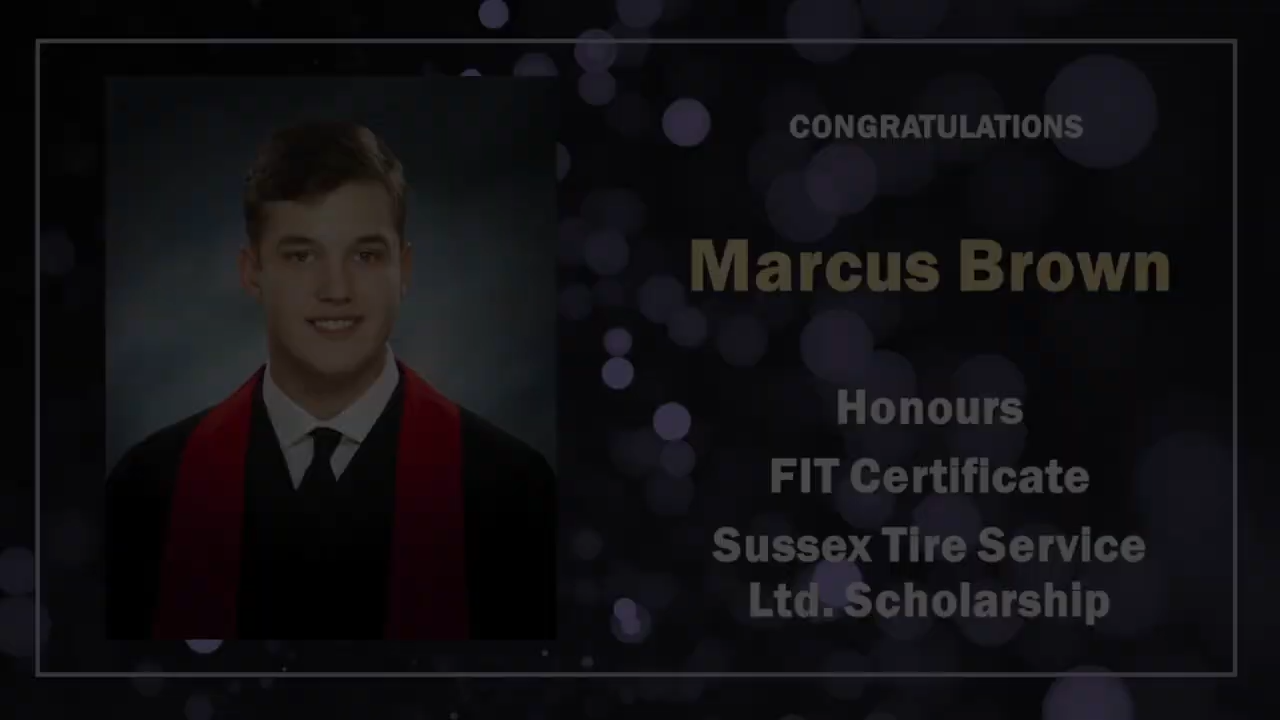 CONGRATULATIONS
Marcus Brown
Honours
FIT Certificate
Sussex Tire Service
Ltd. Scholarship